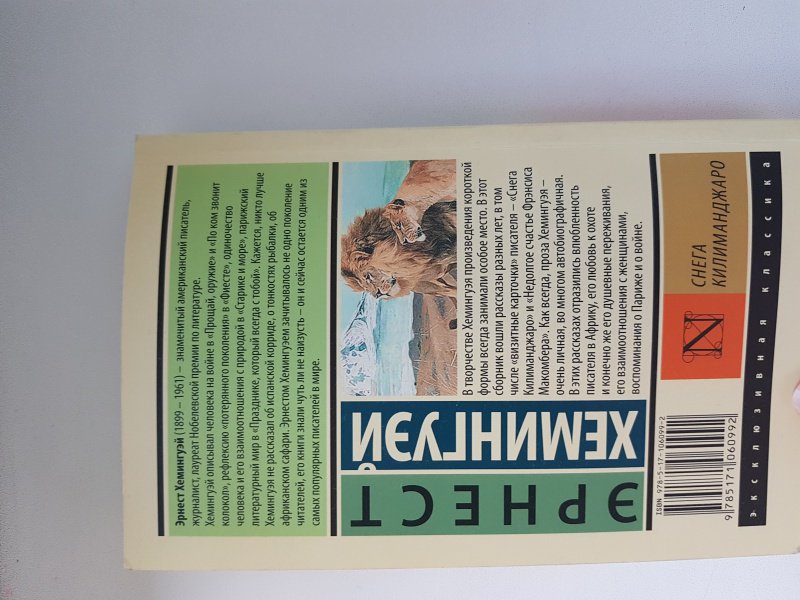 Эрнест Хемингуэй (1899 – 1961) – знаменитый американский писатель,
журналист, лауреат Нобелевской премии по литературе.
Хемингуэй описывал человека на войне в «Прощай, оружие» и «По ком звонит
колокол», рефлексию «потерянного поколения» в «Фиесте», одиночество
человека и его взаимоотношения с природой в «Старике и море», парижский
литературный мир в «Празднике, который всегда с тобой». Кажется, никто лучше
Хемингуэя не рассказал об испанской корриде, о тонкостях рыбалки, об
африканском сафари. Эрнестом Хемингуэем зачитывалось не одно поколение
читателей, его книги знали чуть ли не наизусть – он и сейчас остается одним из
самых популярных писателей в мире.
ЭРНЕСТ
ХЕМИНГУЭЙ
В творчестве Хемингуэя произведения короткой
формы всегда занимали особое место. В этот
сборник вошли рассказы разных лет, в том
числе «визитные карточки» писателя – «Снега
Килиманджаро» и «Недолгое счастье Фрэнсиса
Макомбера». Как всегда, проза Хемингуэя –
очень личная, во многом автобиографичная.
В этих рассказах отразились влюбленность
писателя в Африку, его любовь к охоте
и конечно же его душевные переживания,
его взаимоотношения с женщинами,
воспоминания о Париже и о войне.
СНЕГА
КИЛИМАНДЖАРО
ISBN 978-5-17-106099-2
9 785171 060992
эксклюзивная классика